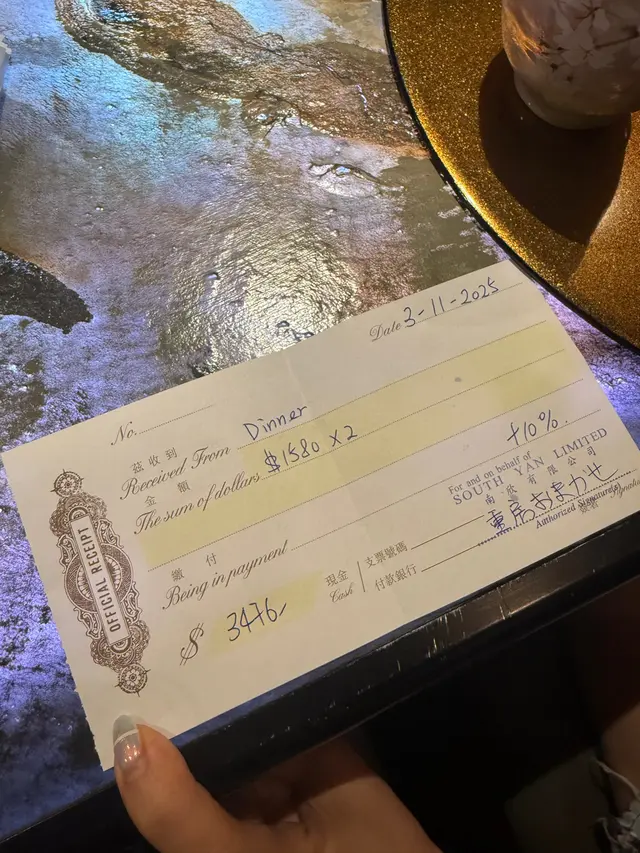 No.
Date 3-11-2025
茲收到
Received From Dinner
金額
The sum of dollars $1580 x 2
+10%.
繳付
Being in payment
For and on behalf of
SOUTH YAN LIMITED
南欣有限公司
おまかせ
Authorized Signature(s)
$ 3476/
現金
Cash
支票號碼
付款銀行
OFFICIAL RECEIPT